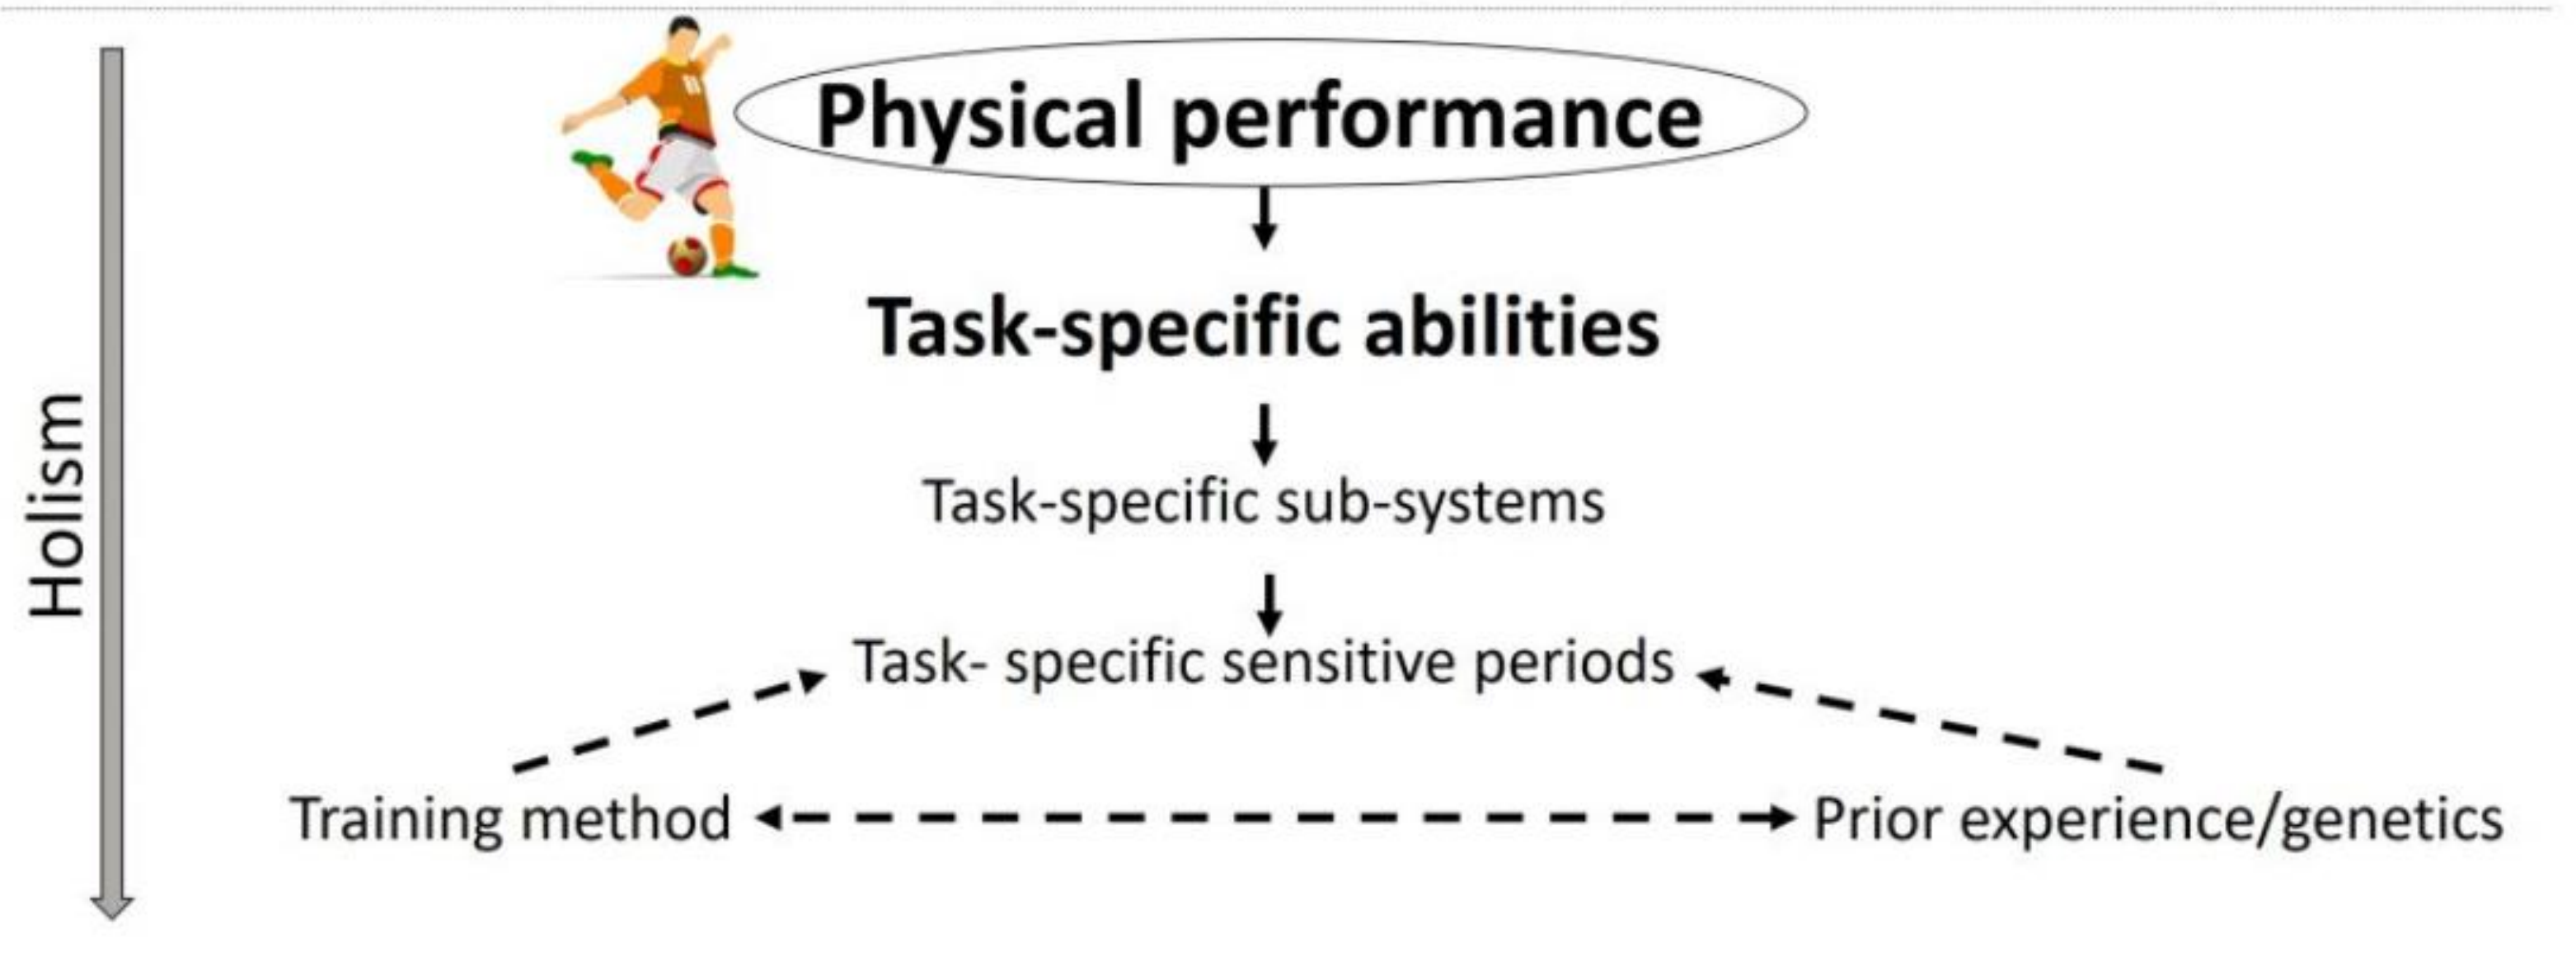 Physical performance
Task-specific abilities
Holism
Task-specific sub-systems
Task- specific sensitive periods
Training method
Prior experience/genetics